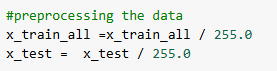 #preprocessing the data
x_train_all =x_train_all / 255.0
x_test =  x_test / 255.0